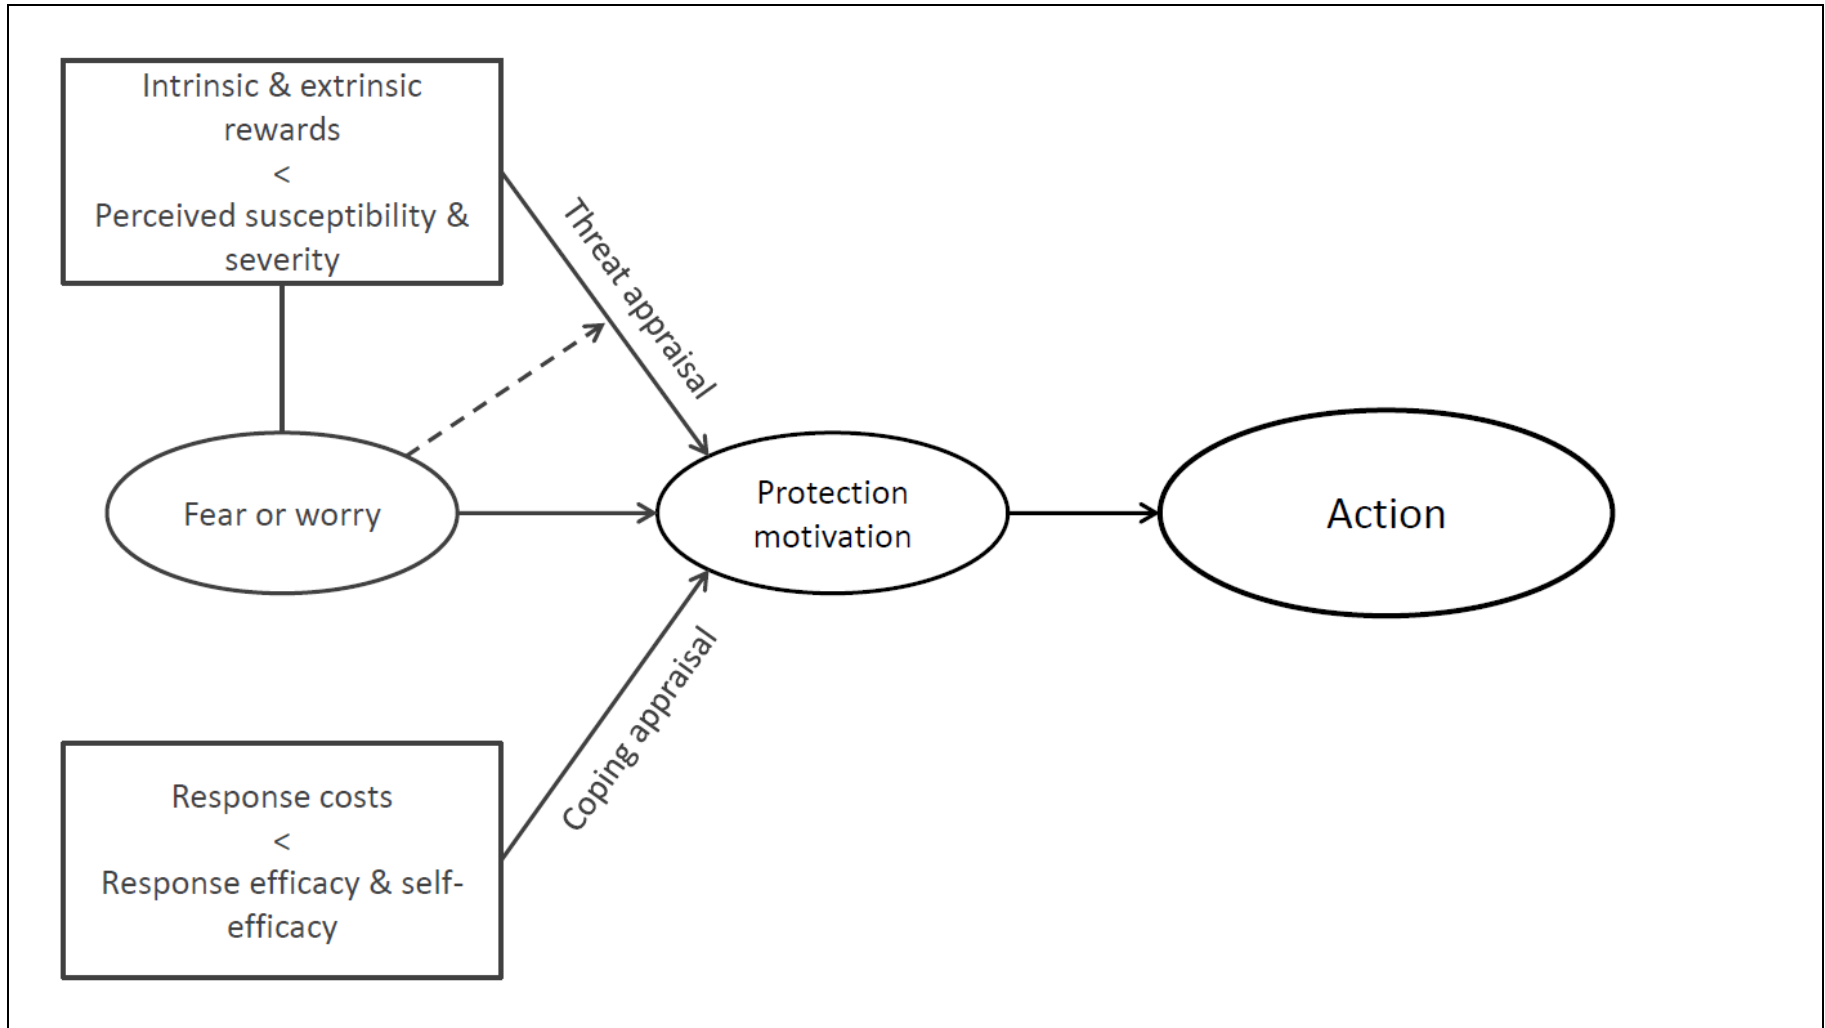 Intrinsic & extrinsic
rewards
<
Perceived susceptibility &
severity
Threat appraisal
Fear or worry
Protection
motivation
Action
Coping appraisal
Response costs
<
Response efficacy & self-
efficacy